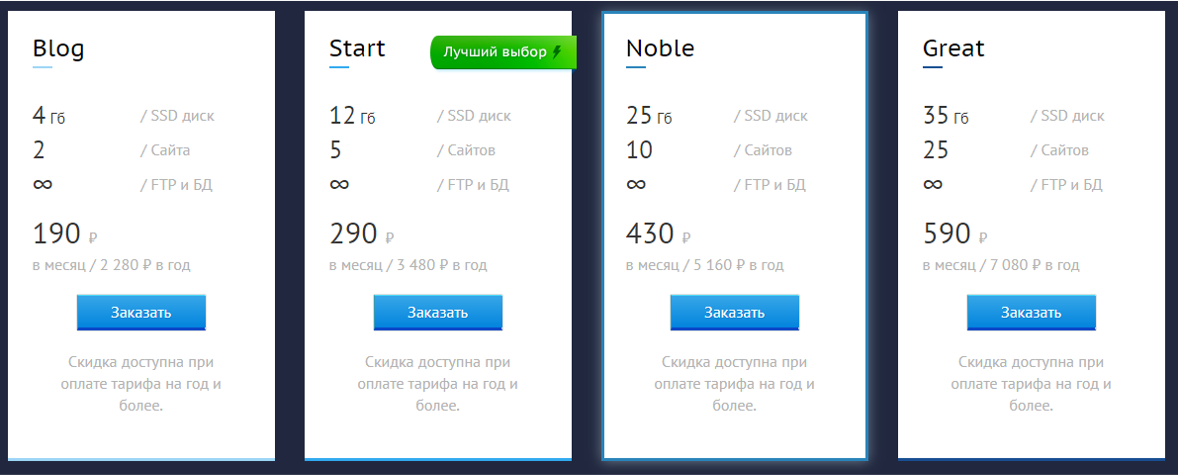 Blog
4 Гб / SSD диск
2 / Сайта
∞ / FTP и БД
190 ₽
в месяц / 2 280 ₽ в год
Заказать
Скидка доступна при
оплате тарифа на год и
более.
Start
Лучший выбор
12 Гб / SSD диск
5 / Сайтов
∞ / FTP и БД
290 ₽
в месяц / 3 480 ₽ в год
Заказать
Скидка доступна при
оплате тарифа на год и
более.
Noble
25 Гб / SSD диск
10 / Сайтов
∞ / FTP и БД
430 ₽
в месяц / 5 160 ₽ в год
Заказать
Скидка доступна при
оплате тарифа на год и
более.
Great
35 Гб / SSD диск
25 / Сайтов
∞ / FTP и БД
590 ₽
в месяц / 7 080 ₽ в год
Заказать
Скидка доступна при
оплате тарифа на год и
более.